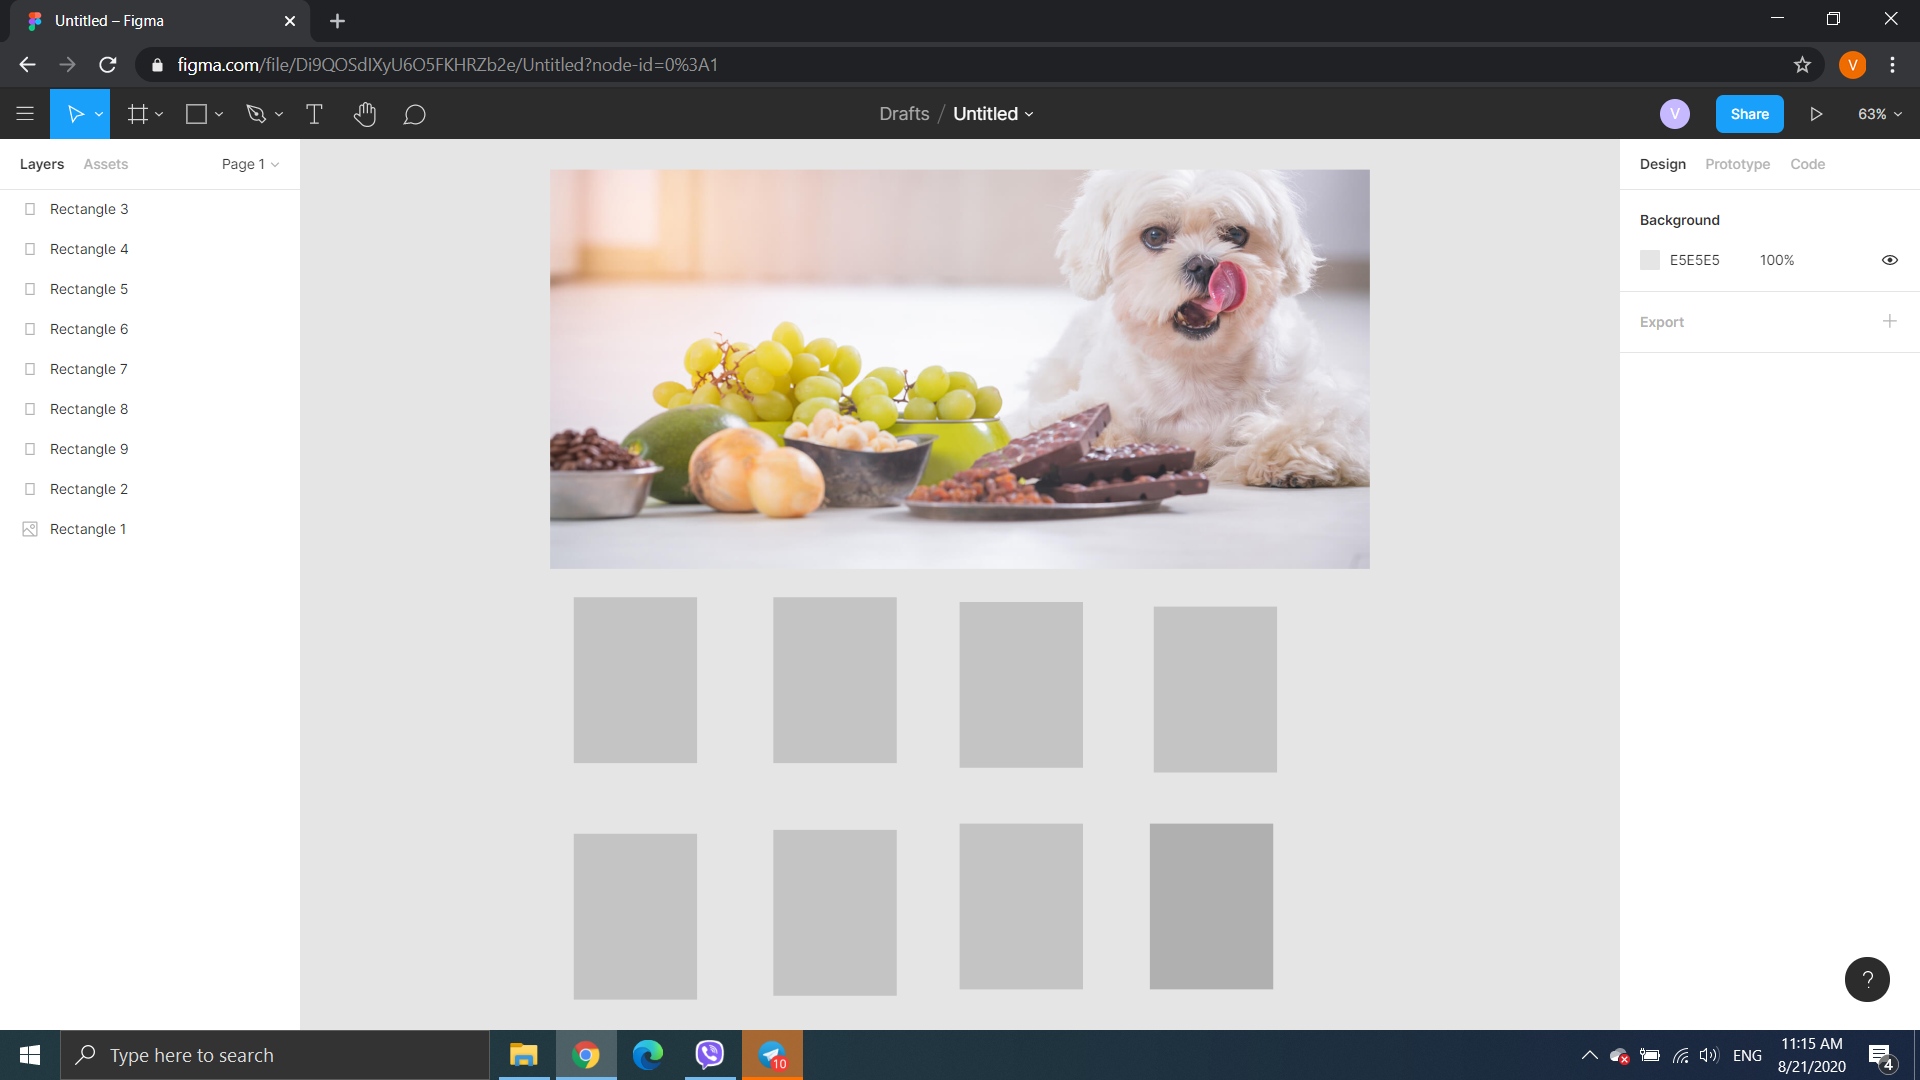 Untitled – Figma
figma.com/file/Di9QOSdIXyU6O5FKHRZb2e/Untitled?node-id=0%3A1
V
T
Drafts / Untitled
V
Share
63%
Layers
Assets
Page 1
Design
Prototype
Code
Rectangle 3
Rectangle 4
Rectangle 5
Rectangle 6
Rectangle 7
Rectangle 8
Rectangle 9
Rectangle 2
Rectangle 1
Background
E5E5E5
100%
Export
?
Type here to search
10
ENG
11:15 AM
8/21/2020
4